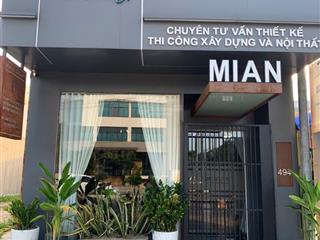 CHUYÊN TƯ VẤN THIẾT KẾ
THI CÔNG XÂY DỰNG VÀ NỘI THẤT
MIAN
494